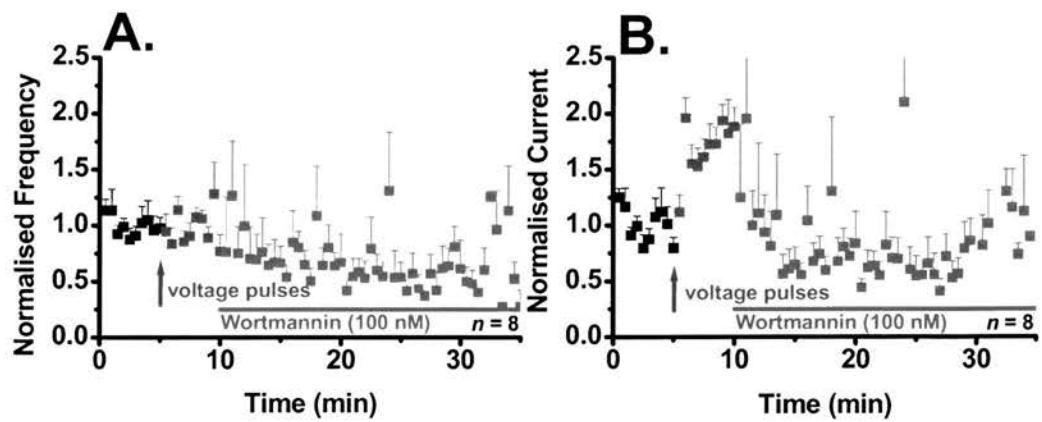 A.
Normalised Frequency
2.5
2.0
1.5
1.0
0.5
0.0
voltage pulses
Wortmannin (100 nM) n = 8
0 10 20 30
Time (min)
B.
Normalised Current
2.5
2.0
1.5
1.0
0.5
0.0
voltage pulses
Wortmannin (100 nM) n = 8
0 10 20 30
Time (min)